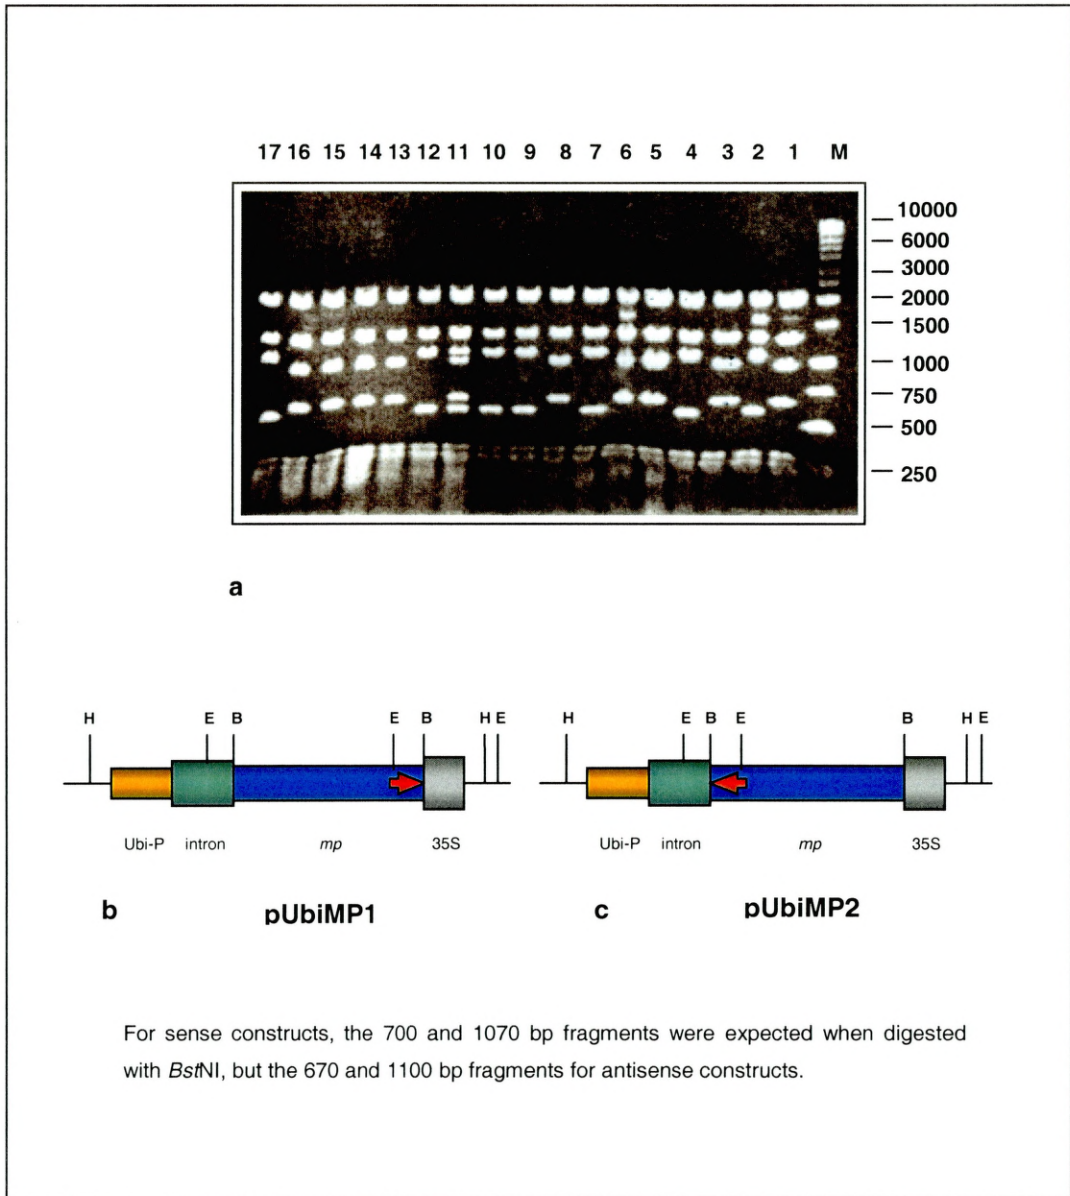 17 16 15 14 13 12 11 10 9 8 7 6 5 4 3 2 1 M
10000
6000
3000
2000
1500
1000
750
500
250
a
H E B E B H E
Ubi-P intron mp 35S
b pUbiMP1
H E B E B H E
Ubi-P intron mp 35S
c pUbiMP2
For sense constructs, the 700 and 1070 bp fragments were expected when digested
with BstNI, but the 670 and 1100 bp fragments for antisense constructs.